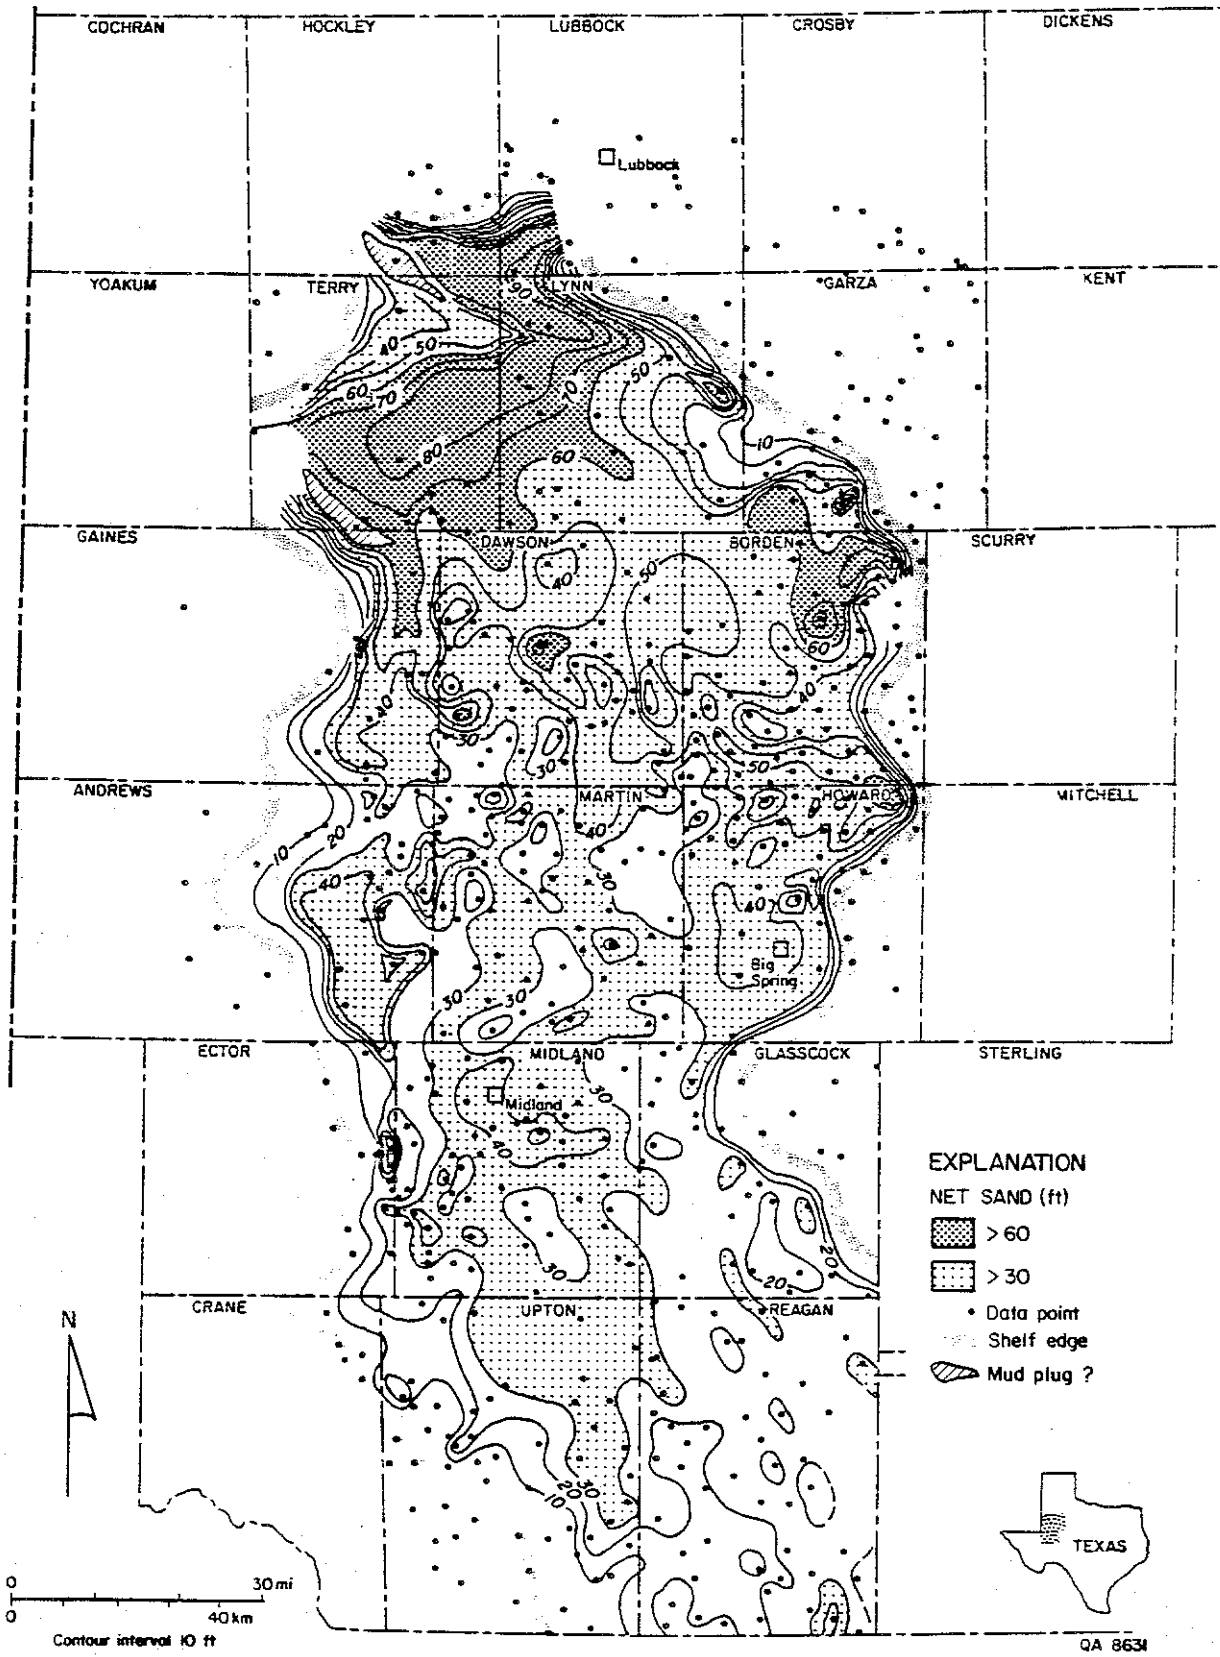 COCHRAN HOCKLEY LUBBOCK CROSBY DICKENS
Lubbock
YOAKUM TERRY LYNN GARZA KENT
90
40 50
50
60 70
70
10
80
60
GAINES DAWSON BORDEN SCURRY
40
50
60
40
40
30
30
50
ANDREWS MARTIN HOWARD MITCHELL
10
20
40
40
30
40
Big
Spring
30
30
ECTOR MIDLAND GLASSCOCK STERLING
Midland
30
40
30
20
20
CRANE UPTON REAGAN
EXPLANATION
NET SAND (ft)
>60
>30
Data point
Shelf edge
Mud plug ?
N
30
20
10
TEXAS
0 30 mi
0 40 km
Contour interval 10 ft
QA 8631